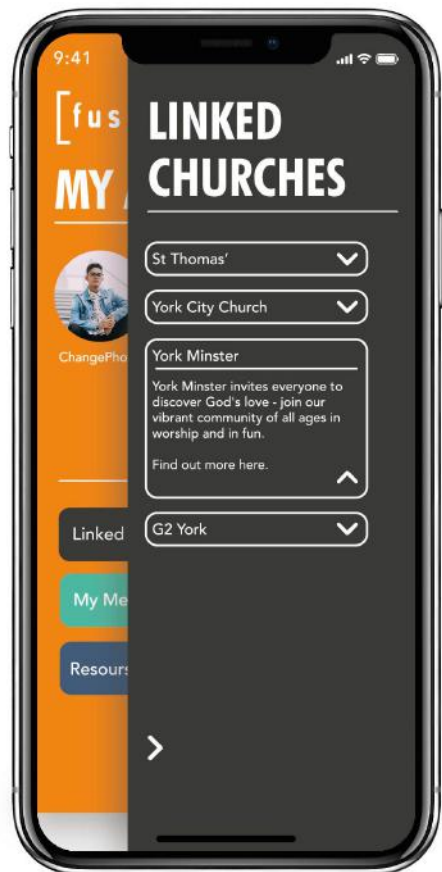 9:41
[fus
MY
ChangePho
Linked
My Me
Resours
LINKED
CHURCHES
St Thomas'
York City Church
York Minster
York Minster invites everyone to
discover God's love - join our
vibrant community of all ages in
worship and in fun.
Find out more here.
G2 York